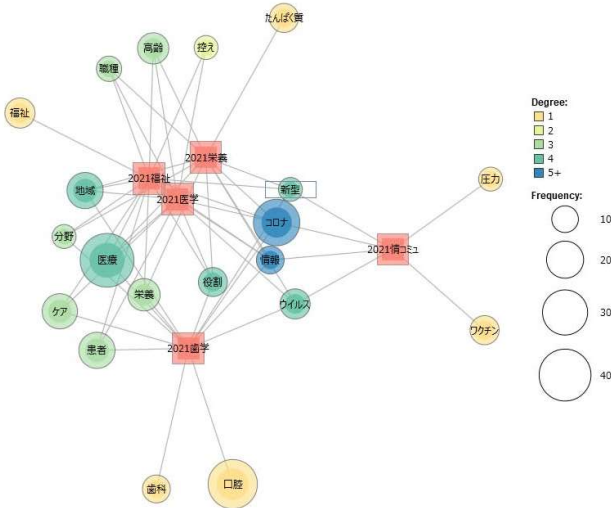 たんぱく質
高齢
控え
職種
福祉
2021栄養
2021福祉
新型
2021医学
地域
コロナ
分野
医療
情報
2021情コミュ
圧力
栄養
役割
ウイルス
ケア
患者
2021歯学
ワクチン
歯科
口腔
Degree:
1
2
3
4
5+
Frequency:
10
20
30
40